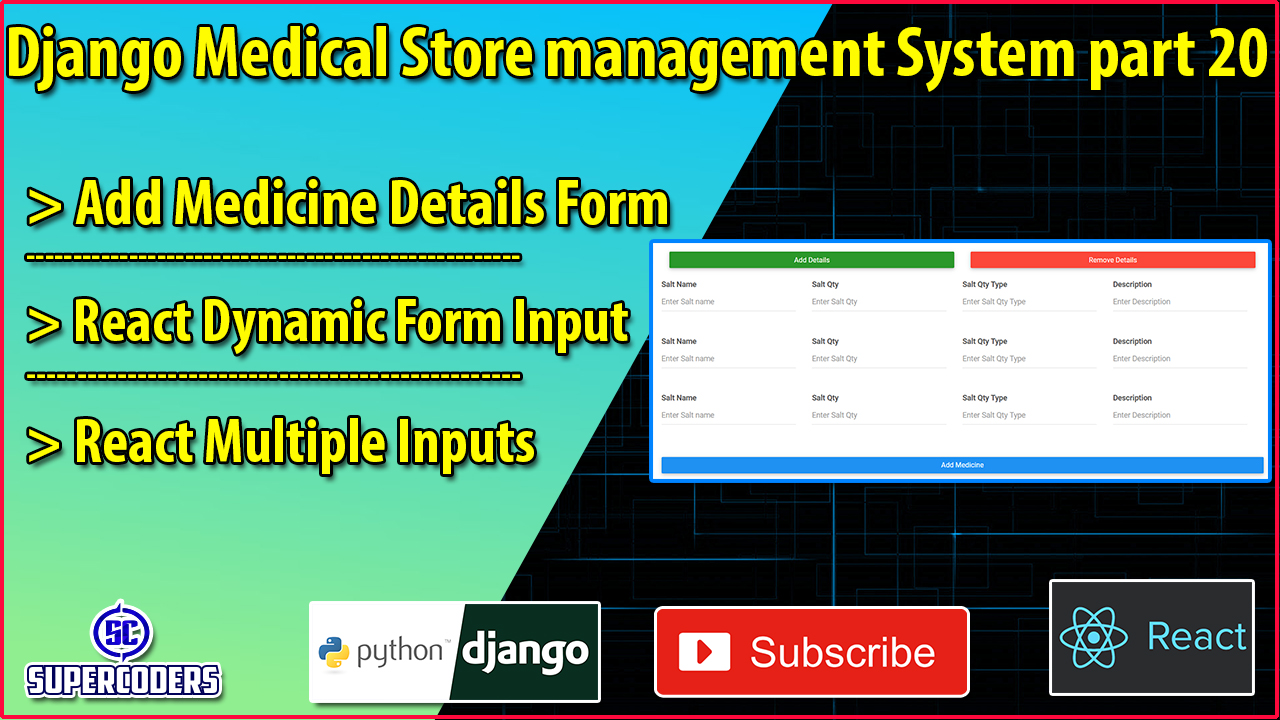 Django Medical Store management System part 20
> Add Medicine Details Form
> React Dynamic Form Input
> React Multiple Inputs
Add Details Remove Details
Salt Name Salt Qty Salt Qty Type Description
Enter Salt name Enter Salt Qty Enter Salt Qty Type Enter Description
Salt Name Salt Qty Salt Qty Type Description
Enter Salt name Enter Salt Qty Enter Salt Qty Type Enter Description
Salt Name Salt Qty Salt Qty Type Description
Enter Salt name Enter Salt Qty Enter Salt Qty Type Enter Description
Add Medicine
SC
SUPERCODERS
python™ django
Subscribe
React